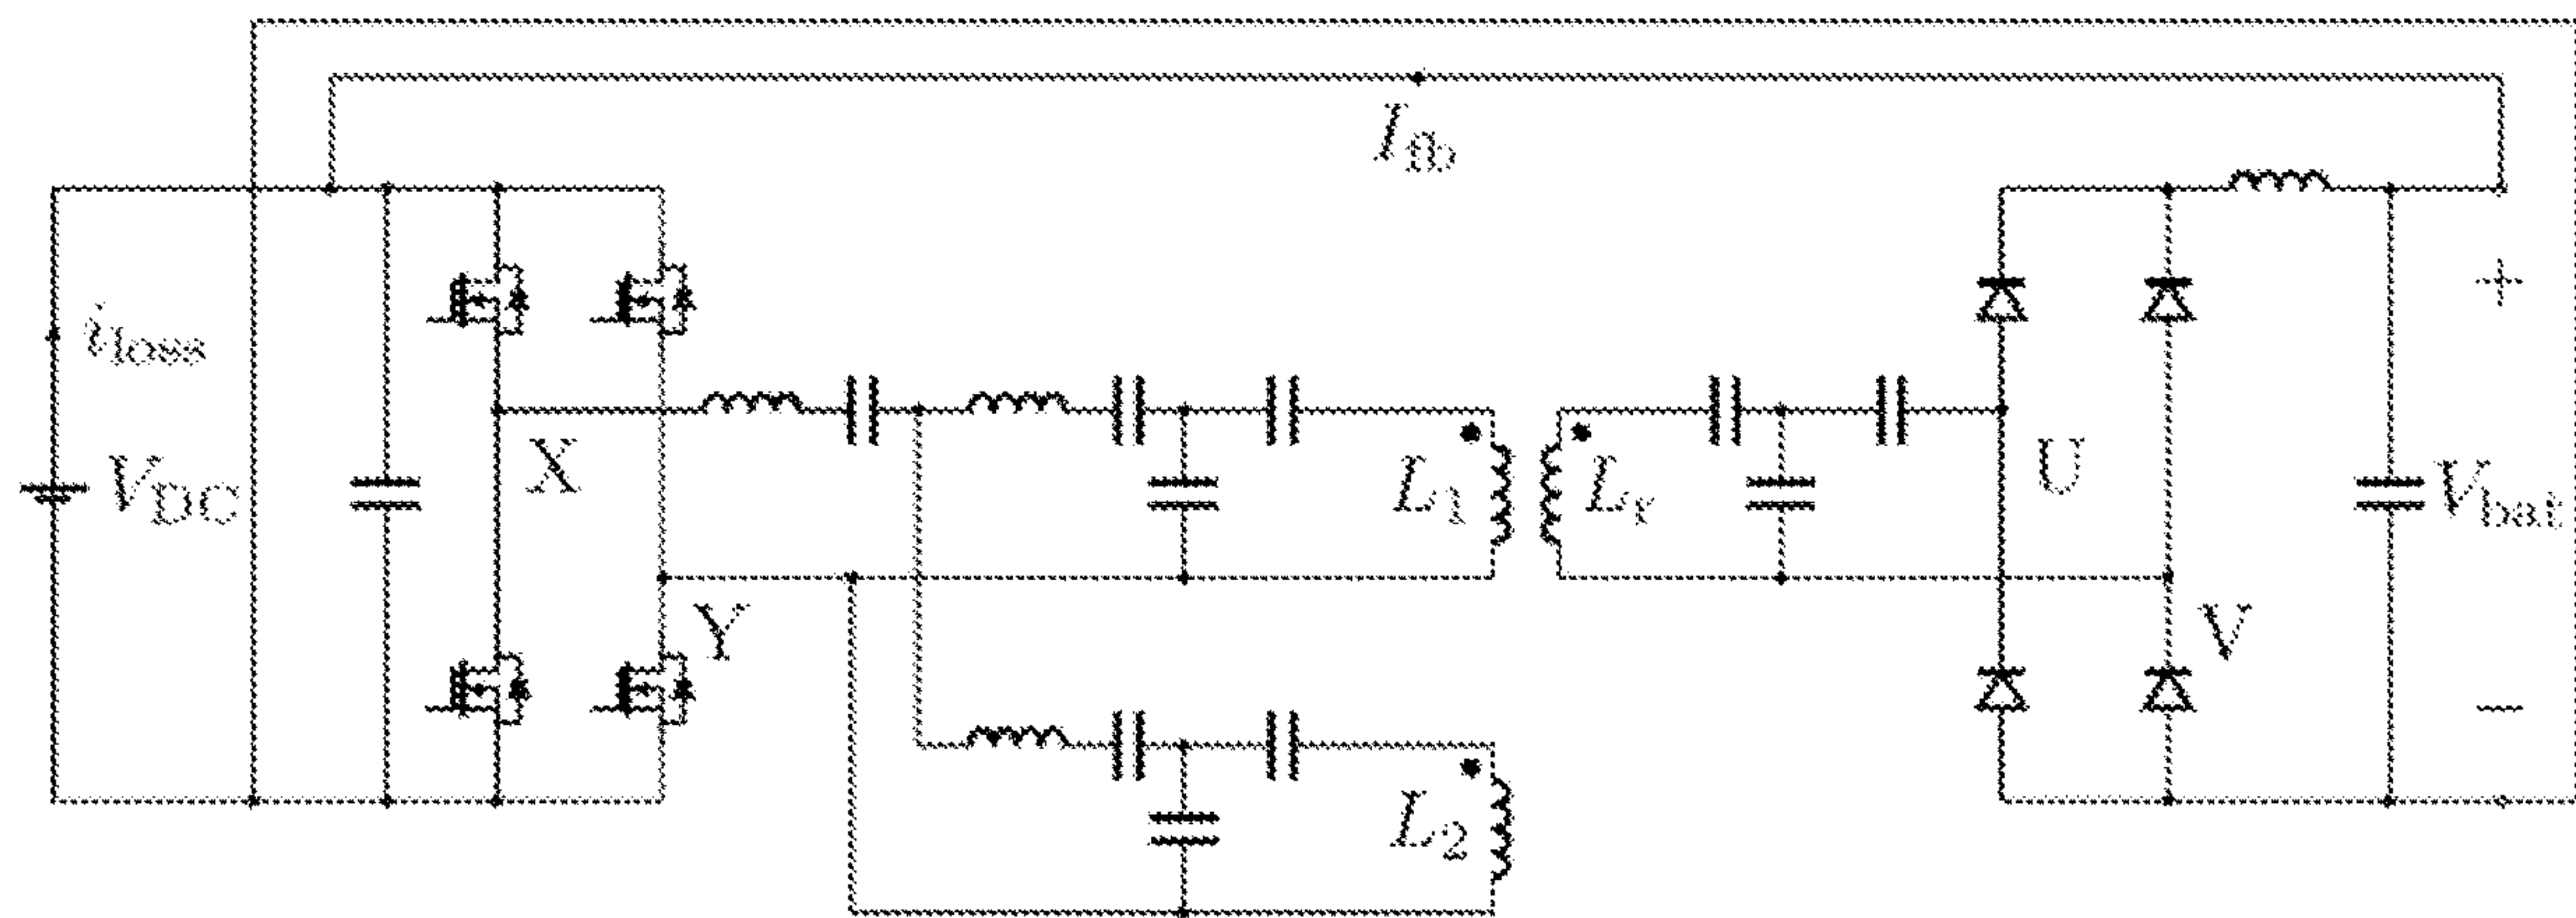 I_fb
i_loss
V_DC
X
Y
L_1
L_r
U
V
+
V_bat
−
L_2